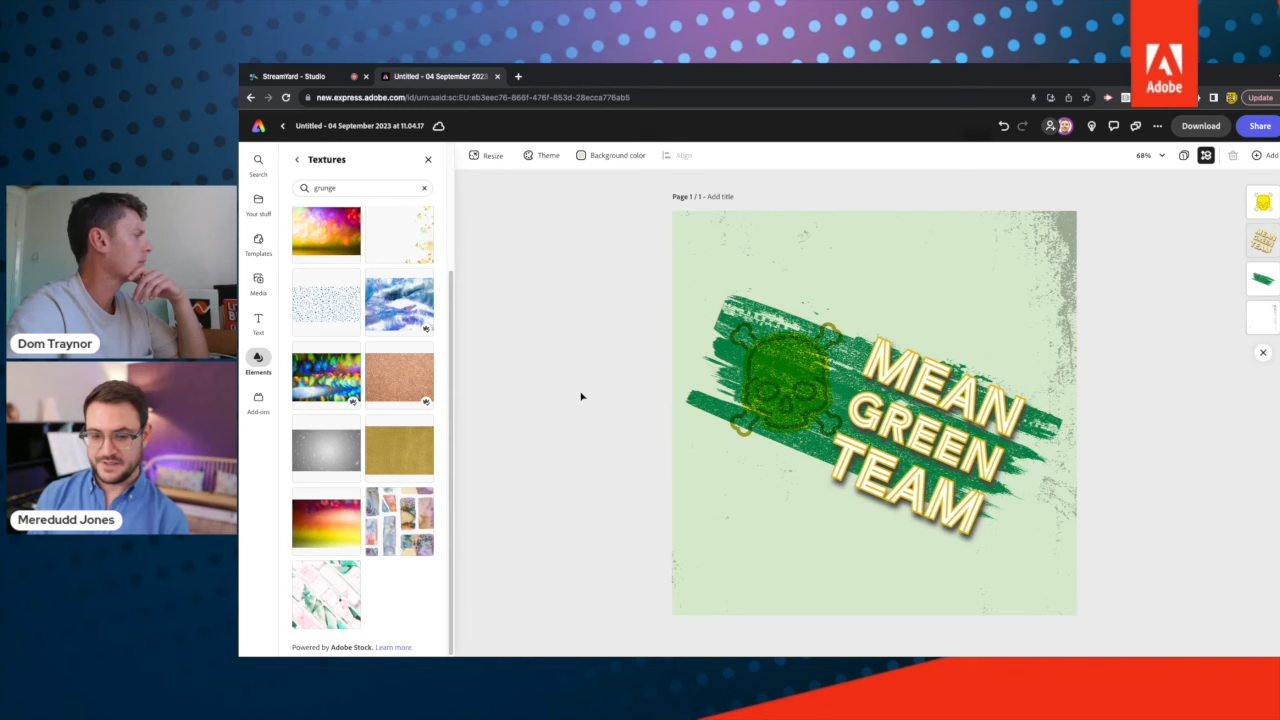 Adobe
StreamYard - Studio
Untitled - 04 September 2023
new.express.adobe.com/id/urn:aaid:sc:EU:eb3eec76-866f-476f-853d-28ecca776ab5
Update
Untitled - 04 September 2023 at 11.04.17
Download
Share
Search
Your stuff
Templates
Media
Text
Elements
Add-ons
Textures
grunge
Powered by Adobe Stock. Learn more.
Resize
Theme
Background color
Align
68%
Add
Page 1 / 1 - Add title
MEAN
GREEN
TEAM
MEAN
GREEN
TEAM
Dom Traynor
Meredudd Jones